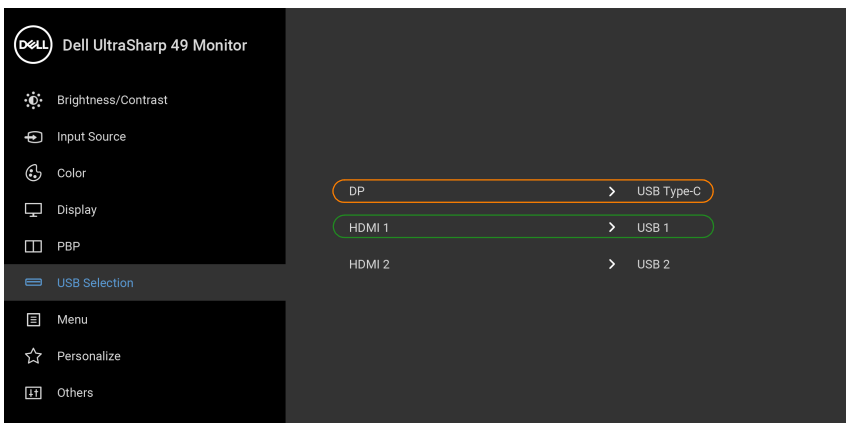 DELL
Dell UltraSharp 49 Monitor
Brightness/Contrast
Input Source
Color
Display
PBP
USB Selection
Menu
Personalize
Others
DP USB Type-C
HDMI 1 USB 1
HDMI 2 USB 2